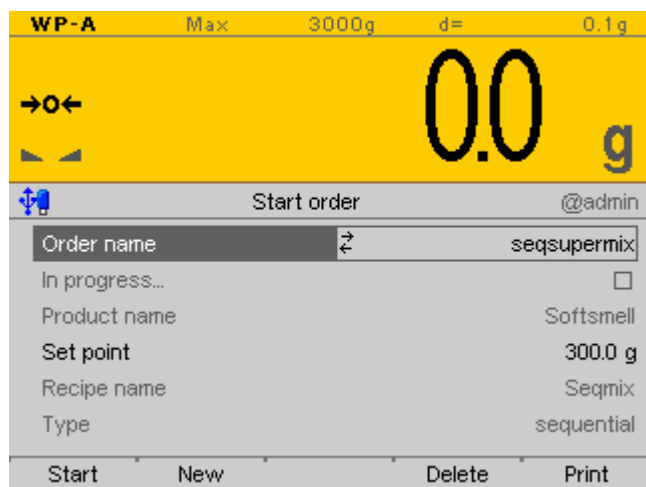 WP-A Max 3000g d= 0.1g
→0← 0.0 g
Start order @admin
Order name seqsupermix
In progress...
Product name Softsmell
Set point 300.0 g
Recipe name Seqmix
Type sequential
Start New Delete Print